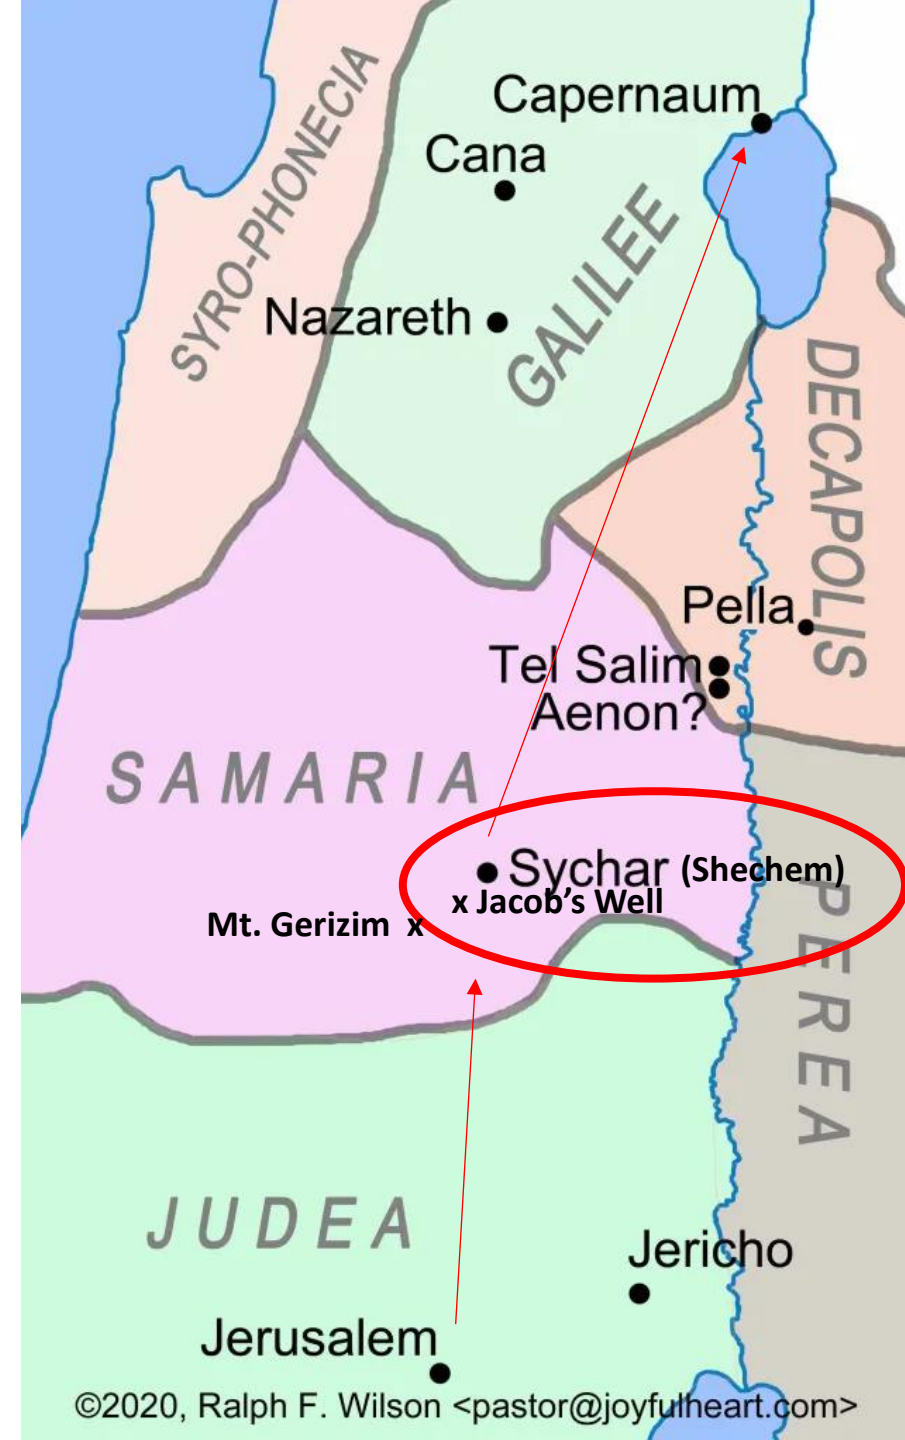 Capernaum
Cana
SYRO-PHONECIA
GALILEE
Nazareth
DECAPOLIS
Pella
Tel Salim
Aenon?
SAMARIA
Sychar (Shechem)
x Jacob's Well
Mt. Gerizim x
PEREA
JUDEA
Jericho
Jerusalem
©2020, Ralph F. Wilson <pastor@joyfulheart.com>